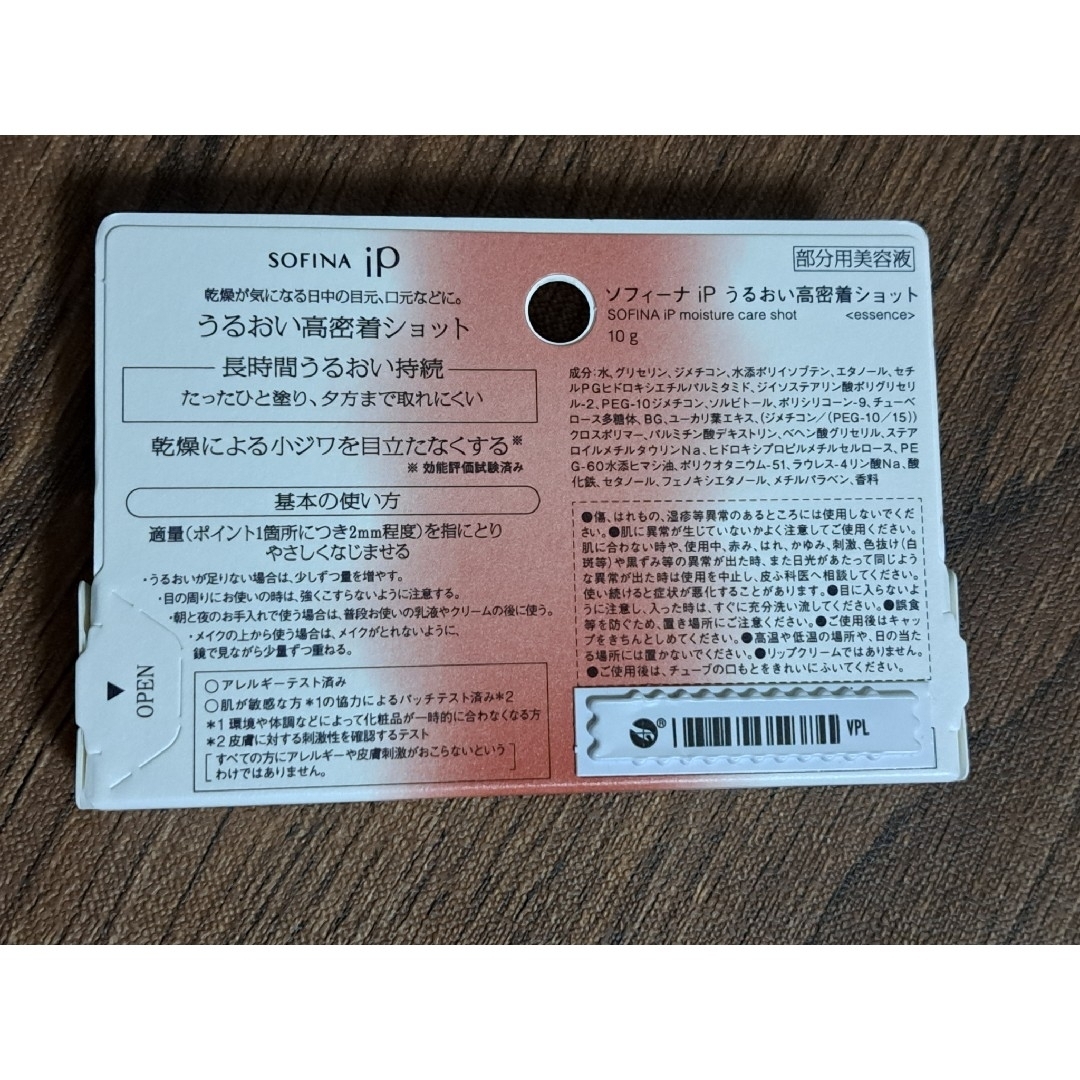 SOFINA iP
乾燥が気になる日中の目元、口元などに。
うるおい高密着ショット
長時間うるおい持続
たったひと塗り、夕方まで取れにくい
乾燥による小ジワを目立たなくする※
※ 効能評価試験済み
基本の使い方
適量(ポイント1箇所につき2mm程度)を指にとり
やさしくなじませる
・うるおいが足りない場合は、少しずつ量を増やす。
・目の周りにお使いの時は、強くこすらないように注意する。
・朝と夜のお手入れで使う場合は、普段お使いの乳液やクリームの後に使う。
・メイクの上から使う場合は、メイクがとれないように、
鏡で見ながら少量ずつ重ねる。
○アレルギーテスト済み
○肌が敏感な方*1の協力によるパッチテスト済み*2
*1 環境や体調などによって化粧品が一時的に合わなくなる方
*2 皮膚に対する刺激性を確認するテスト
[すべての方にアレルギーや皮膚刺激がおこらないという
わけではありません。]
OPEN
部分用美容液
ソフィーナ iP うるおい高密着ショット
SOFINA iP moisture care shot <essence>
10 g
成分:水、グリセリン、ジメチコン、水添ポリイソブテン、エタノール、セチ
ルPGヒドロキシエチルパルミタミド、ジイソステアリン酸ポリグリセリ
ル-2、PEG-10ジメチコン、ソルビトール、ポリシリコーン-9、チューベ
ロース多糖体、BG、ユーカリ葉エキス、(ジメチコン/(PEG-10/15))
クロスポリマー、パルミチン酸デキストリン、ベヘン酸グリセリル、ステア
ロイルメチルタウリンNa、ヒドロキシプロピルメチルセルロース、PE
G-60水添ヒマシ油、ポリクオタニウム-51、ラウレス-4リン酸Na、酸
化鉄、セタノール、フェノキシエタノール、メチルパラベン、香料
●傷、はれもの、湿疹等異常のあるところには使用しないでくだ
さい。●肌に異常が生じていないかよく注意してご使用ください。
肌に合わない時や、使用中、赤み、はれ、かゆみ、刺激、色抜け(白
斑等)や黒ずみ等の異常が出た時、また日光があたって同じよう
な異常が出た時は使用を中止し、皮ふ科医へ相談してください。
使い続けると症状が悪化することがあります。●目に入らないよ
うに注意し、入った時は、すぐに充分洗い流してください。●誤食
等を防ぐため、置き場所にご注意ください。●ご使用後はキャッ
プをきちんとしめてください。●高温や低温の場所や、日の当た
る場所には置かないでください。●リップクリームではありません。
●ご使用後は、チューブの口もとをきれいにふいてください。
® VPL